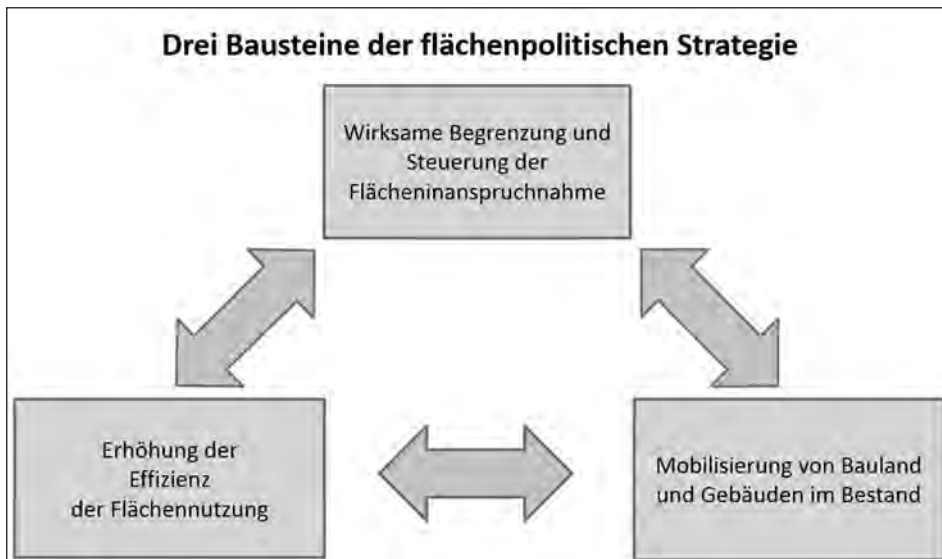 Drei Bausteine der flächenpolitischen Strategie
Wirksame Begrenzung und
Steuerung der
Flächeninanspruchnahme
Erhöhung der
Effizienz
der Flächennutzung
Mobilisierung von Bauland
und Gebäuden im Bestand